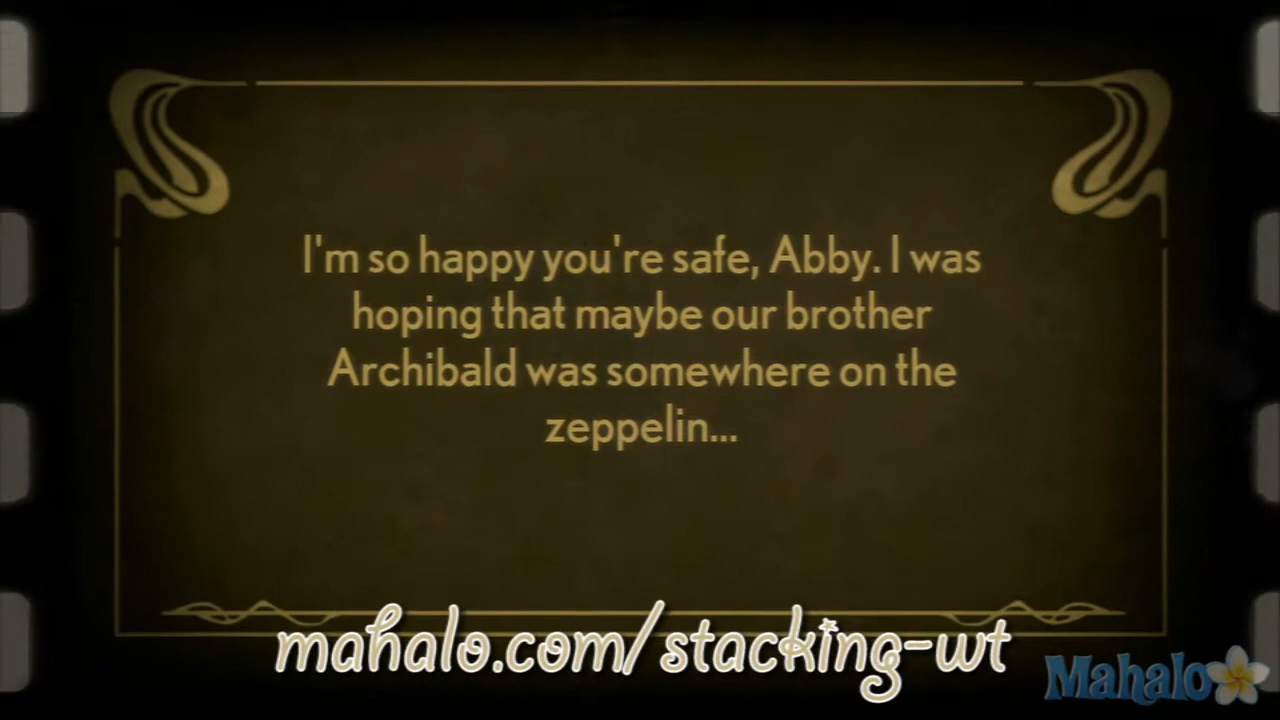 I'm so happy you're safe, Abby. I was
hoping that maybe our brother
Archibald was somewhere on the
zeppelin...
mahalo.com/stacking-wt
Mahalo